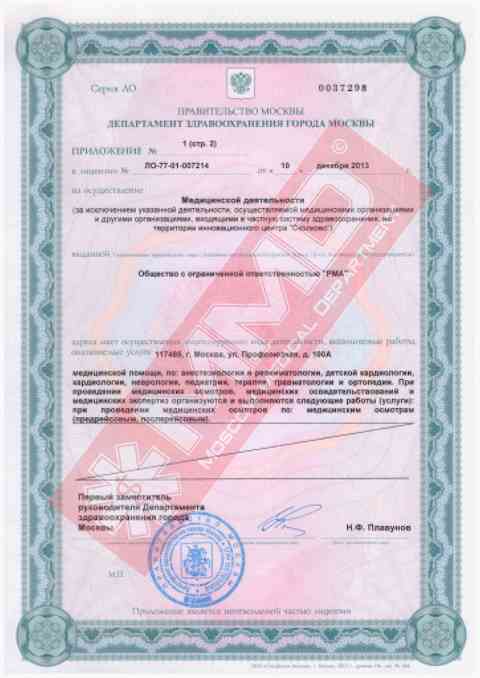 Серия ЛО
0037298
ПРАВИТЕЛЬСТВО МОСКВЫ
ДЕПАРТАМЕНТ ЗДРАВООХРАНЕНИЯ ГОРОДА МОСКВЫ
ПРИЛОЖЕНИЕ № 1 (стр. 2)
к лицензии № ЛО-77-01-007214 от « 10 декабря 2013
на осуществление
Медицинской деятельности
(за исключением указанной деятельности, осуществляемой медицинскими организациями
и другими организациями, входящими в частную систему здравоохранения, на
территории инновационного центра "Сколково")
выданной
Общество с ограниченной ответственностью "РМА"
адреса мест осуществления лицензируемого вида деятельности, выполняемые работы,
оказываемые услуги 117485, г. Москва, ул. Профсоюзная, д. 100А
медицинской помощи, по: анестезиологии и реаниматологии, детской кардиологии,
кардиологии, неврологии, педиатрии, терапии, травматологии и ортопедии. При
проведении медицинских осмотров, медицинских освидетельствований и
медицинских экспертиз организуются и выполняются следующие работы (услуги):
при проведении медицинских осмотров по: медицинским осмотрам
(предрейсовым, послерейсовым).
Первый заместитель
руководителя Департамента
здравоохранения города
Москвы
Н.Ф. Плавунов
М.П.
Приложение является неотъемлемой частью лицензии
©
MD
MOSCOW DEPARTMENT